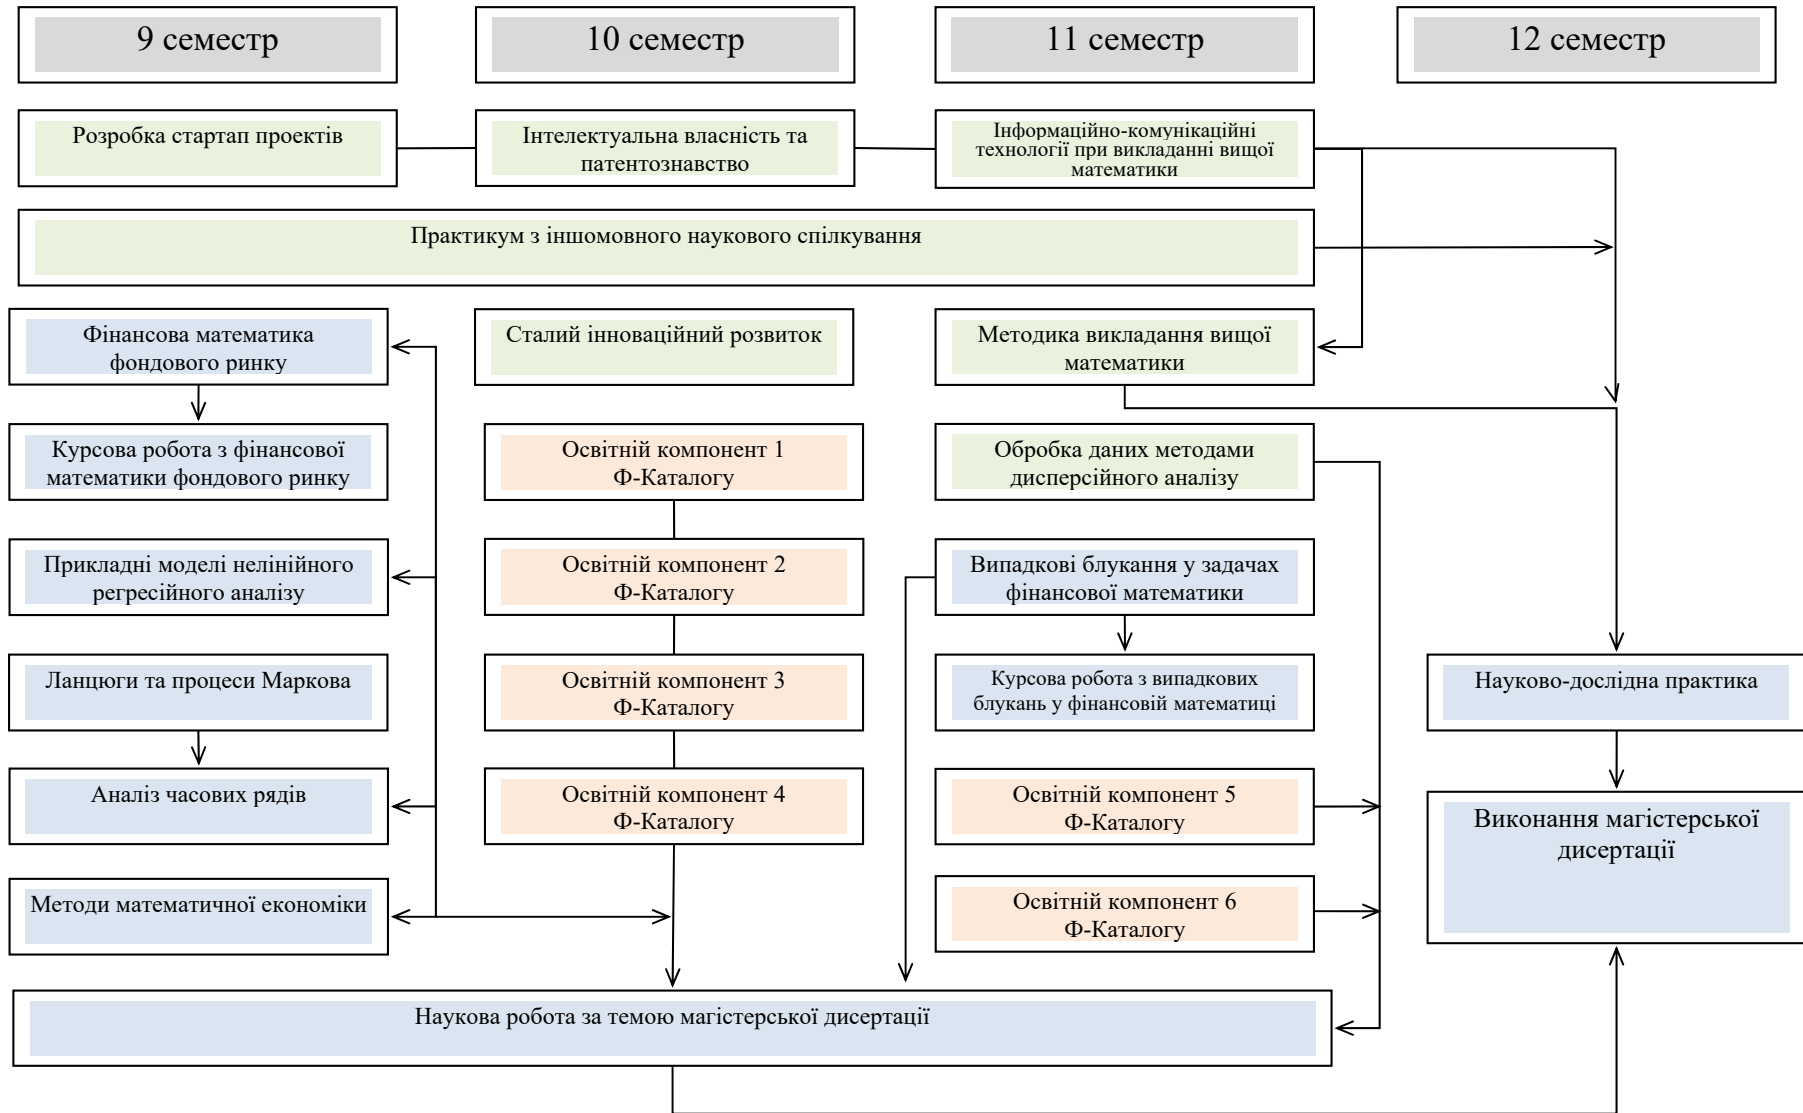 9 семестр
10 семестр
11 семестр
12 семестр
Розробка стартап проектів
Інтелектуальна власність та
патентознавство
Інформаційно-комунікаційні
технології при викладанні вищої
математики
Практикум з іншомовного наукового спілкування
Фінансова математика
фондового ринку
Сталий інноваційний розвиток
Методика викладання вищої
математики
Курсова робота з фінансової
математики фондового ринку
Освітній компонент 1
Ф-Каталогу
Обробка даних методами
дисперсійного аналізу
Прикладні моделі нелінійного
регресійного аналізу
Освітній компонент 2
Ф-Каталогу
Випадкові блукання у задачах
фінансової математики
Ланцюги та процеси Маркова
Освітній компонент 3
Ф-Каталогу
Курсова робота з випадкових
блукань у фінансовій математиці
Науково-дослідна практика
Аналіз часових рядів
Освітній компонент 4
Ф-Каталогу
Освітній компонент 5
Ф-Каталогу
Виконання магістерської
дисертації
Методи математичної економіки
Освітній компонент 6
Ф-Каталогу
Наукова робота за темою магістерської дисертації